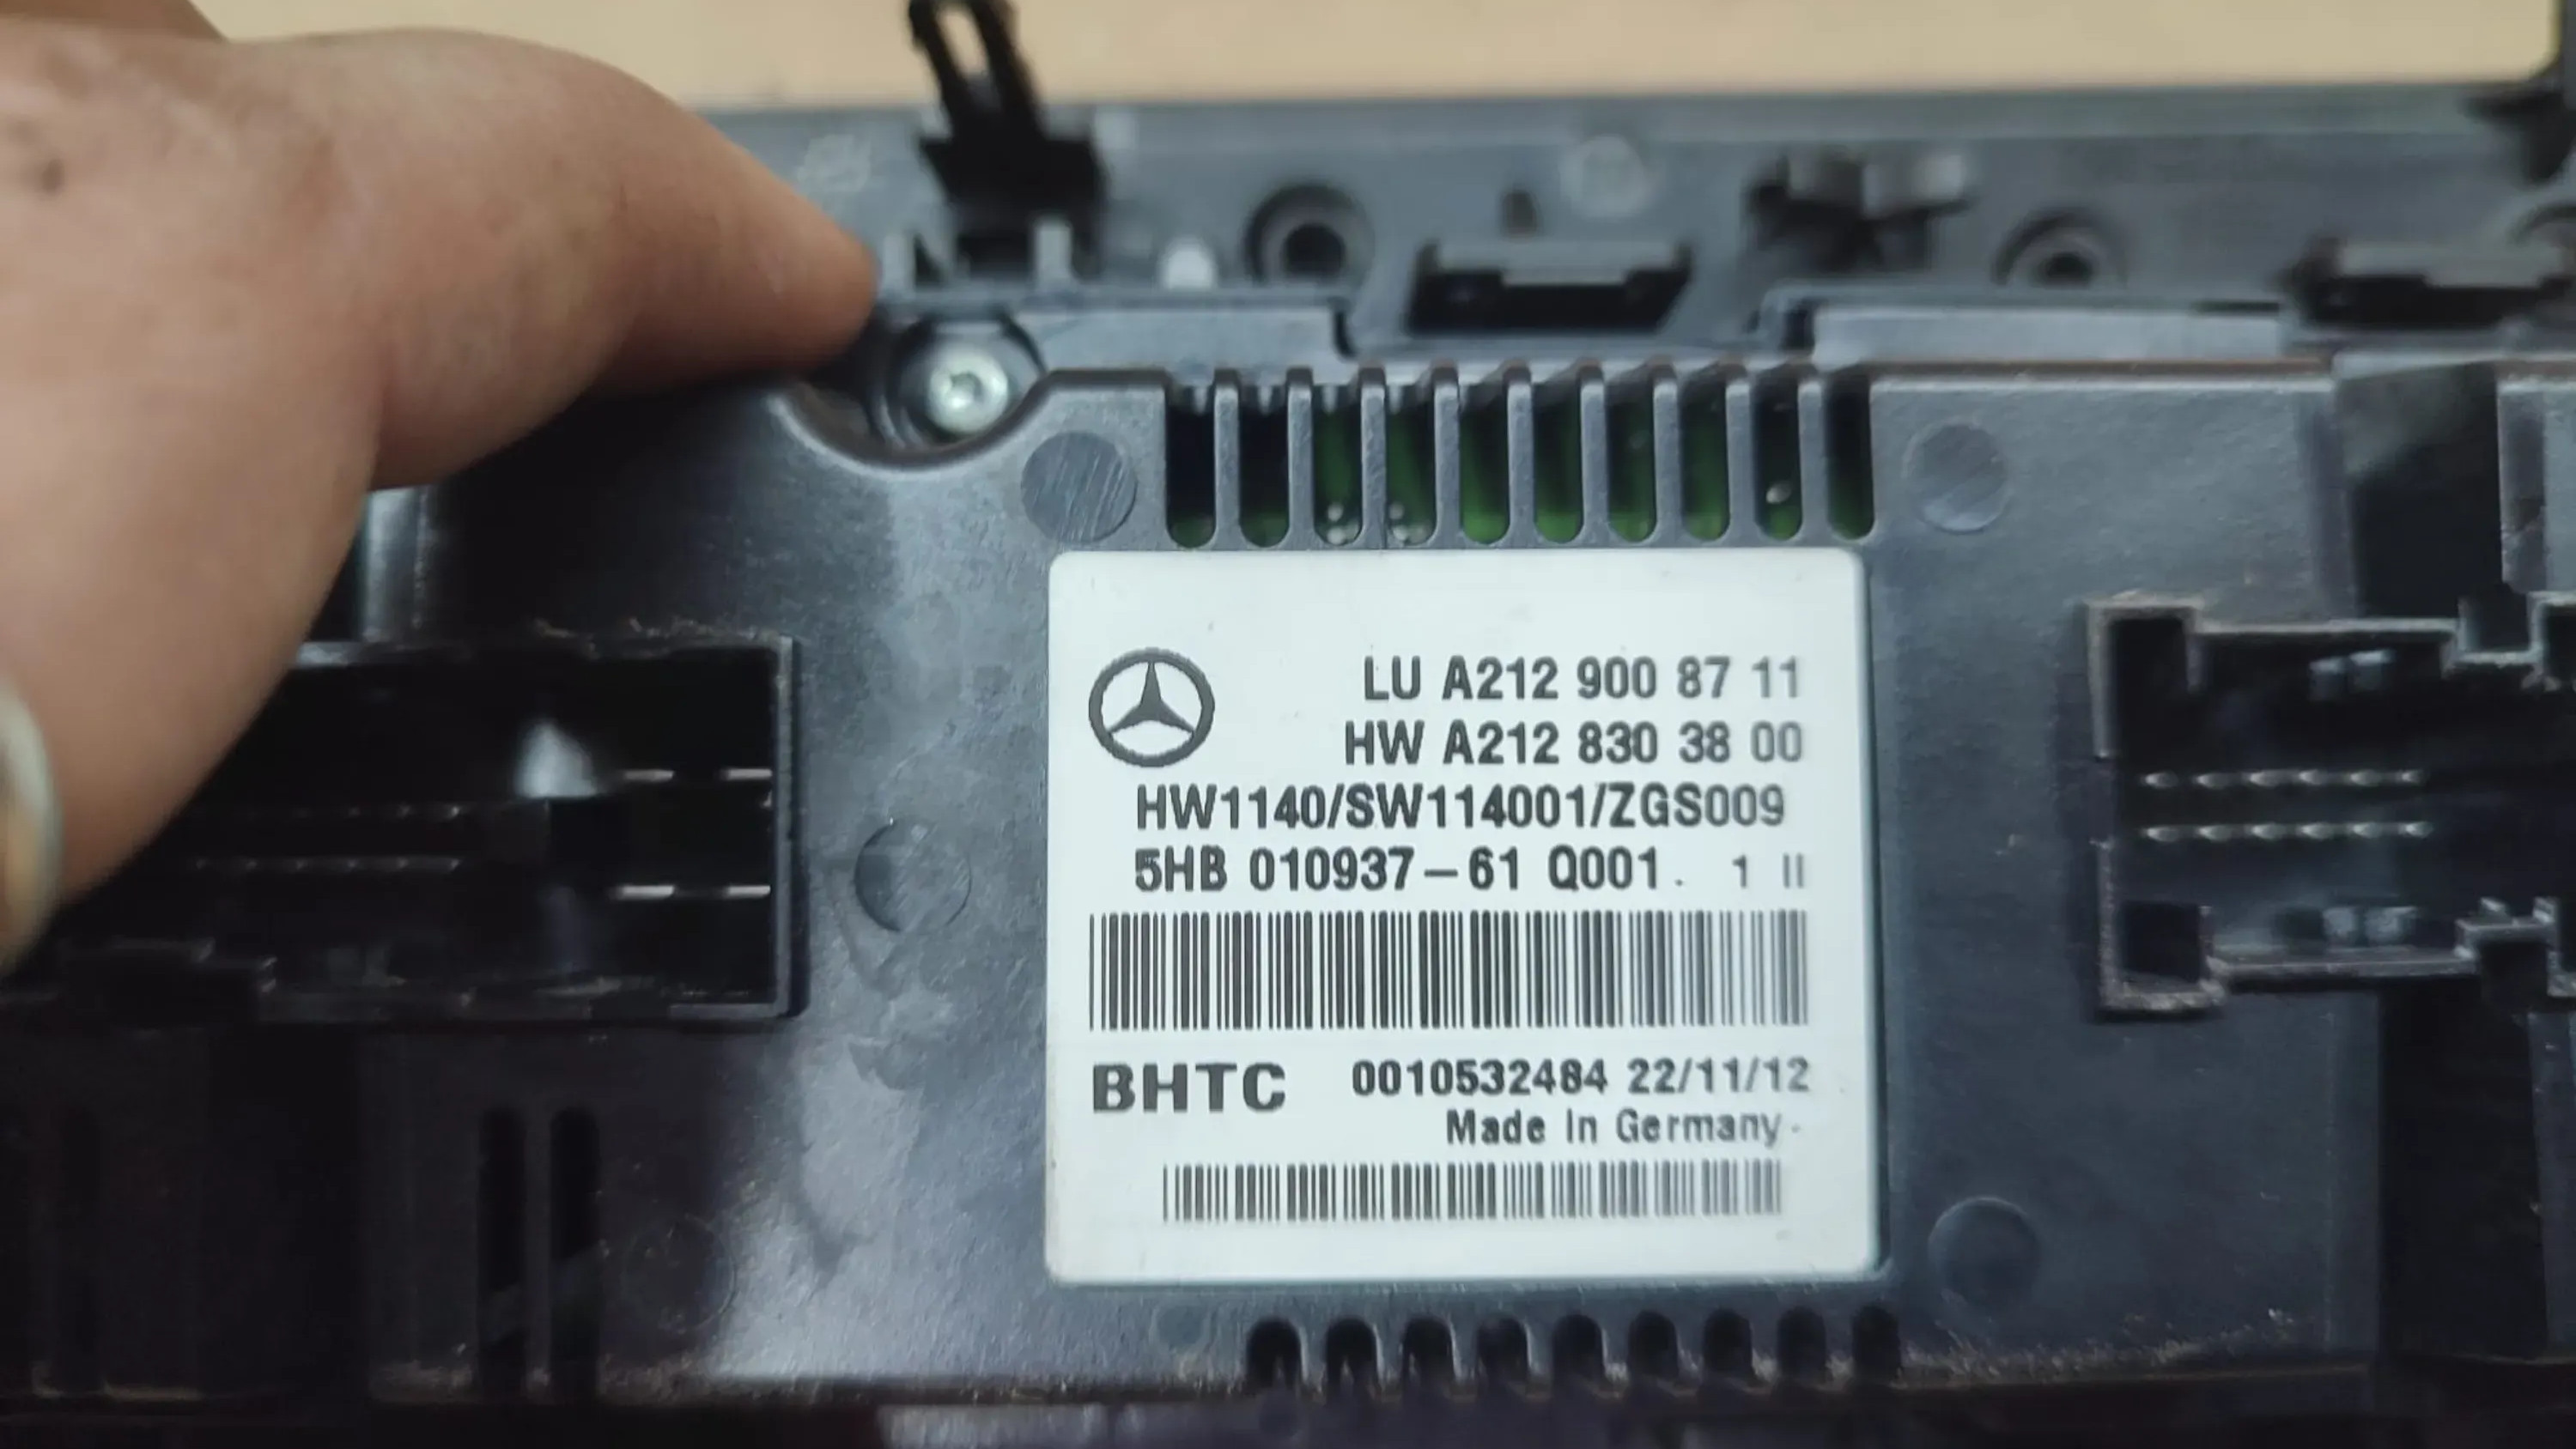 LU A212 900 87 11
HW A212 830 38 00
HW1140/SW114001/ZGS009
5HB 010937-61 Q001. 1 II
BHTC 0010532484 22/11/12
Made In Germany